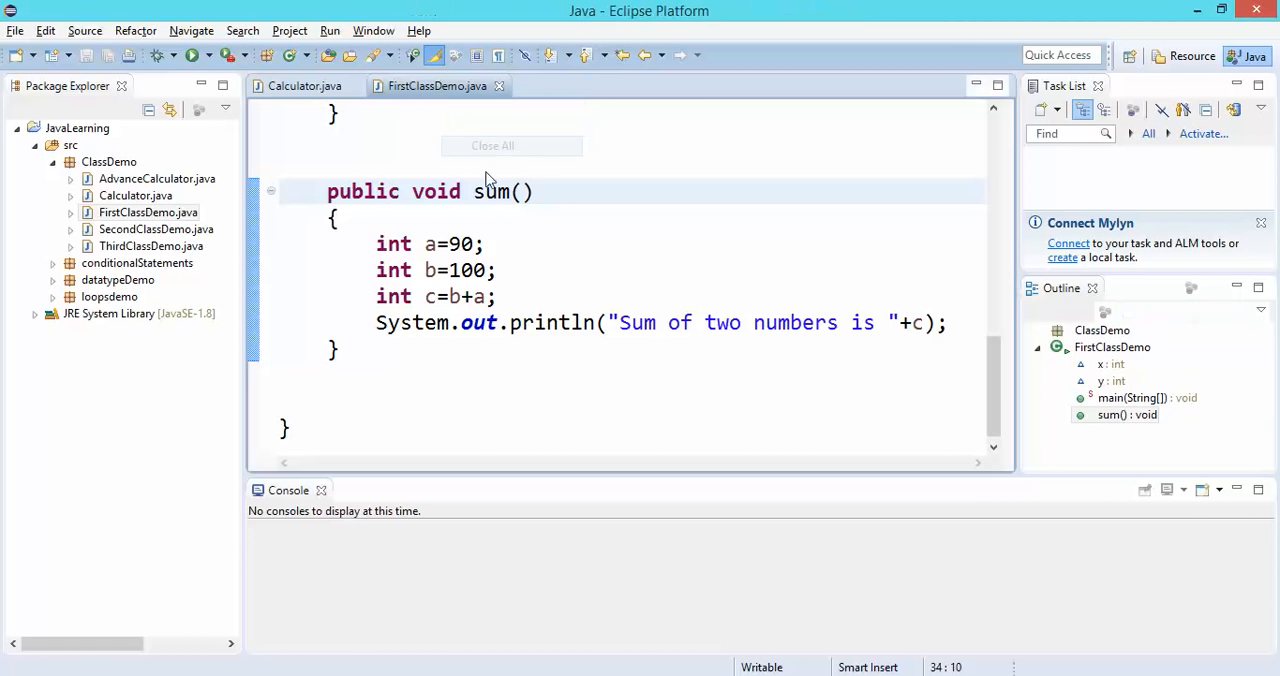 Java - Eclipse Platform
File Edit Source Refactor Navigate Search Project Run Window Help
Quick Access Resource Java
Package Explorer
JavaLearning
src
ClassDemo
AdvanceCalculator.java
Calculator.java
FirstClassDemo.java
SecondClassDemo.java
ThirdClassDemo.java
conditionalStatements
datatypeDemo
loopsdemo
JRE System Library [JavaSE-1.8]
Calculator.java FirstClassDemo.java
}
Close All
public void sum()
{
int a=90;
int b=100;
int c=b+a;
System.out.println("Sum of two numbers is "+c);
}
}
Task List
Find All Activate...
Connect Mylyn
Connect to your task and ALM tools or
create a local task.
Outline
ClassDemo
FirstClassDemo
x : int
y : int
main(String[]) : void
sum() : void
Console
No consoles to display at this time.
Writable Smart Insert 34 : 10